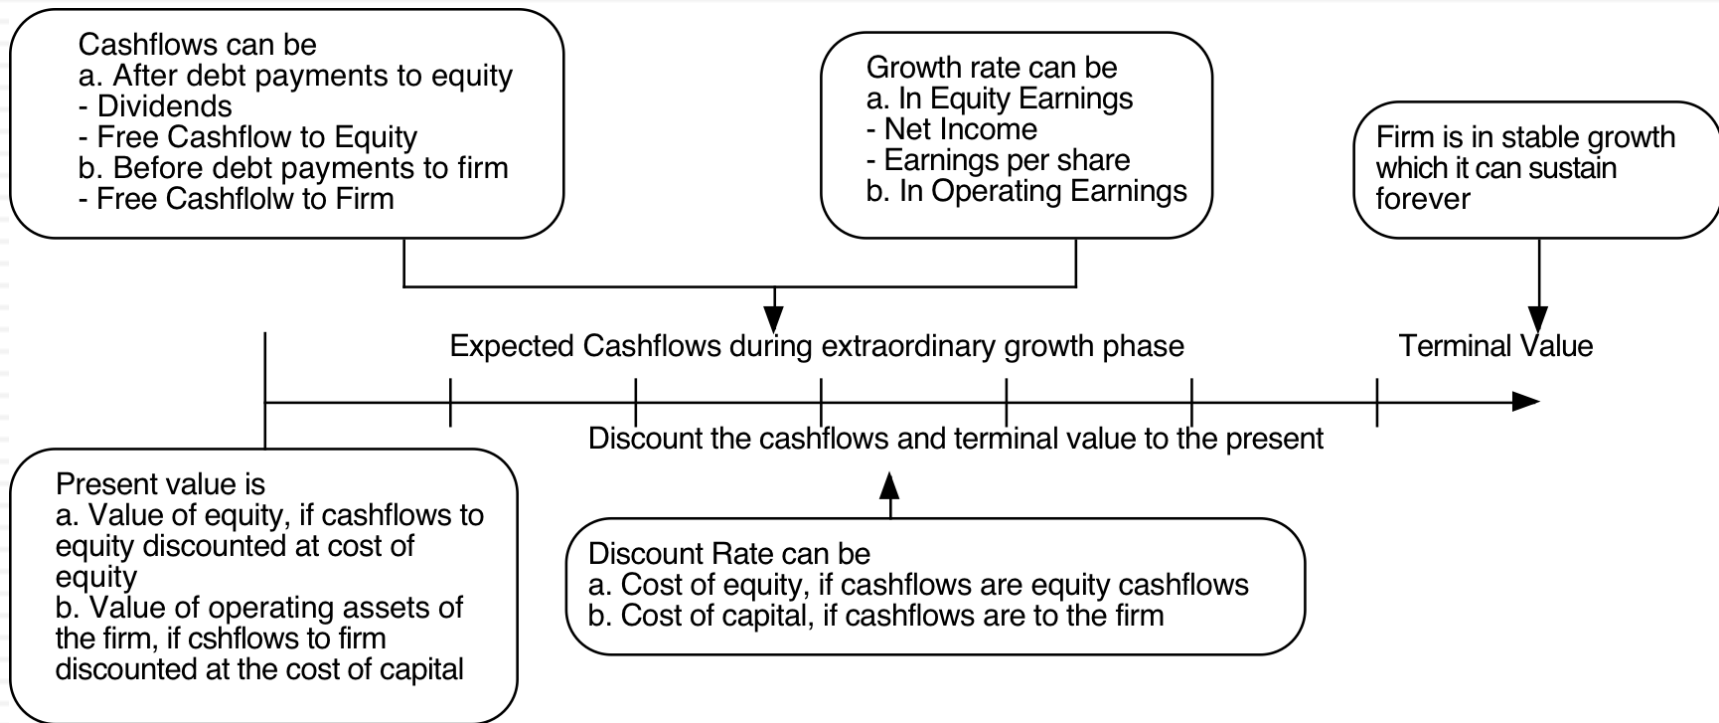 Cashflows can be
a. After debt payments to equity
- Dividends
- Free Cashflow to Equity
b. Before debt payments to firm
- Free Cashflolw to Firm
Growth rate can be
a. In Equity Earnings
- Net Income
- Earnings per share
b. In Operating Earnings
Firm is in stable growth
which it can sustain
forever
Expected Cashflows during extraordinary growth phase
Terminal Value
Discount the cashflows and terminal value to the present
Present value is
a. Value of equity, if cashflows to
equity discounted at cost of
equity
b. Value of operating assets of
the firm, if cshflows to firm
discounted at the cost of capital
Discount Rate can be
a. Cost of equity, if cashflows are equity cashflows
b. Cost of capital, if cashflows are to the firm